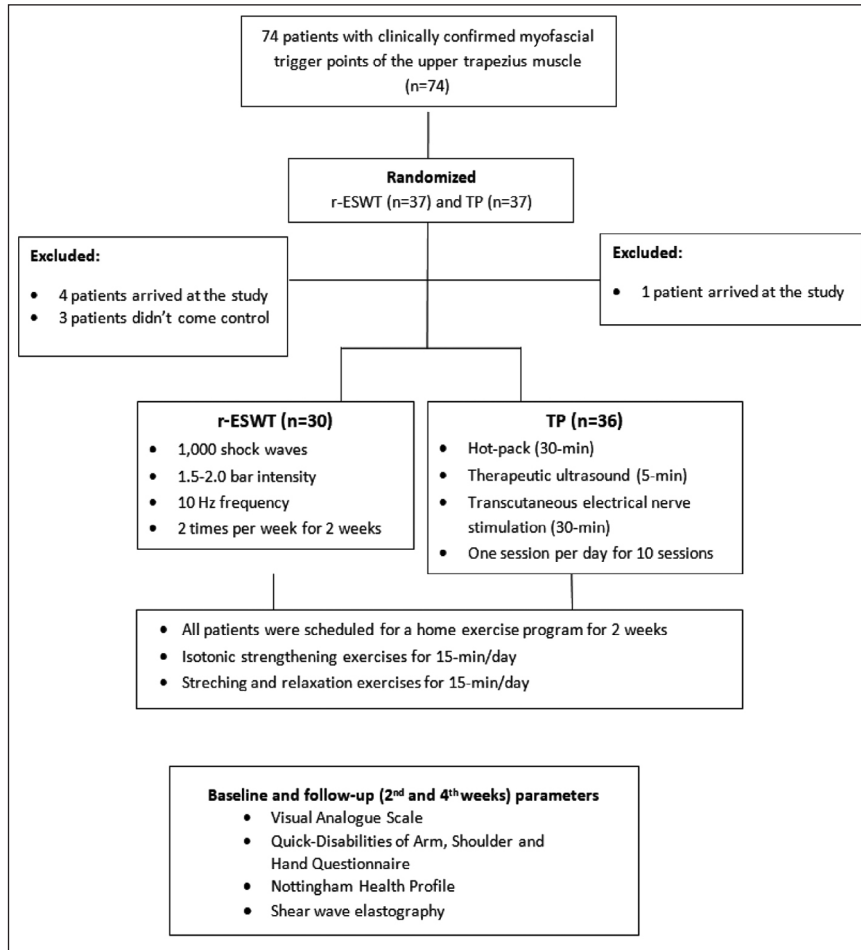 74 patients with clinically confirmed myofascial
trigger points of the upper trapezius muscle
(n=74)
Randomized
r-ESWT (n=37) and TP (n=37)
Excluded:
• 4 patients arrived at the study
• 3 patients didn't come control
Excluded:
• 1 patient arrived at the study
r-ESWT (n=30)
• 1,000 shock waves
• 1.5-2.0 bar intensity
• 10 Hz frequency
• 2 times per week for 2 weeks
TP (n=36)
• Hot-pack (30-min)
• Therapeutic ultrasound (5-min)
• Transcutaneous electrical nerve
stimulation (30-min)
• One session per day for 10 sessions
• All patients were scheduled for a home exercise program for 2 weeks
• Isotonic strengthening exercises for 15-min/day
• Streching and relaxation exercises for 15-min/day
Baseline and follow-up (2nd and 4th weeks) parameters
• Visual Analogue Scale
• Quick-Disabilities of Arm, Shoulder and
Hand Questionnaire
• Nottingham Health Profile
• Shear wave elastography